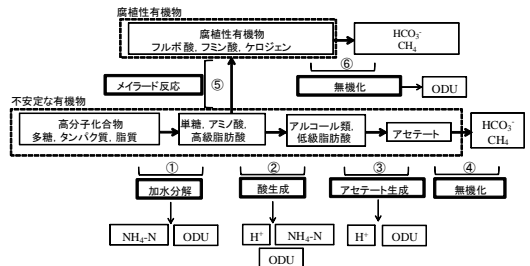 腐植性有機物
腐植性有機物
フルボ酸, フミン酸, ケロジェン
HCO₃⁻
CH₄
⑥
メイラード反応
⑤
無機化
ODU
不安定な有機物
高分子化合物
多糖, タンパク質, 脂質
単糖, アミノ酸,
高級脂肪酸
アルコール類,
低級脂肪酸
アセテート
HCO₃⁻
CH₄
①
②
③
④
加水分解
酸生成
アセテート生成
無機化
NH₄-N
ODU
H⁺
NH₄-N
H⁺
ODU
ODU